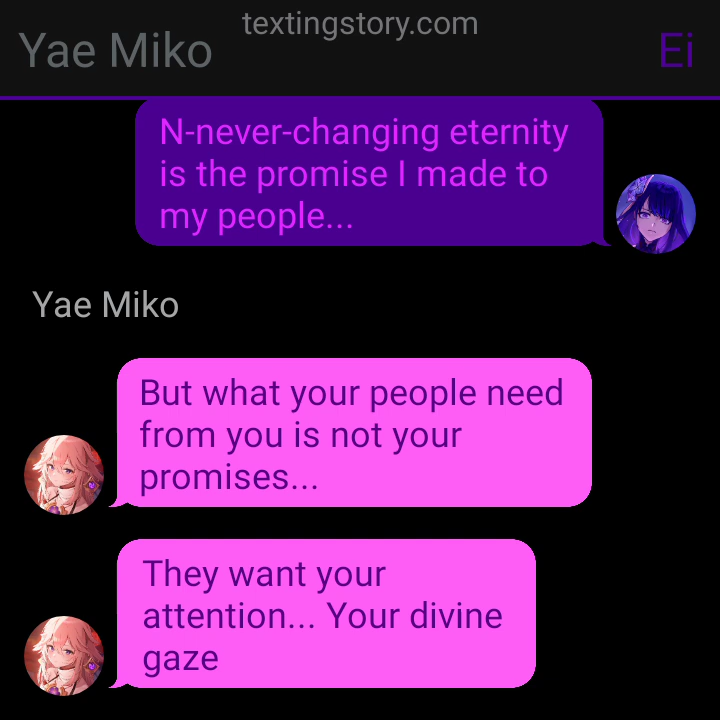 textingstory.com
Yae Miko
Ei
N-never-changing eternity
is the promise I made to
my people...
Yae Miko
But what your people need
from you is not your
promises...
They want your
attention... Your divine
gaze